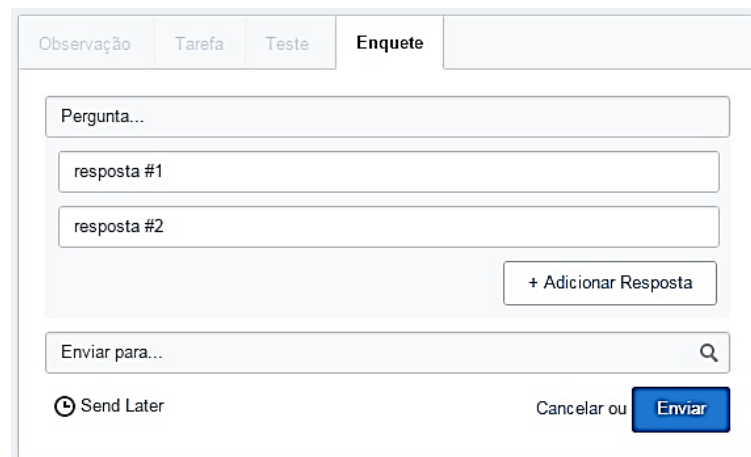 Observação Tarefa Teste Enquete
Pergunta...
resposta #1
resposta #2
+ Adicionar Resposta
Enviar para...
Send Later Cancelar ou Enviar